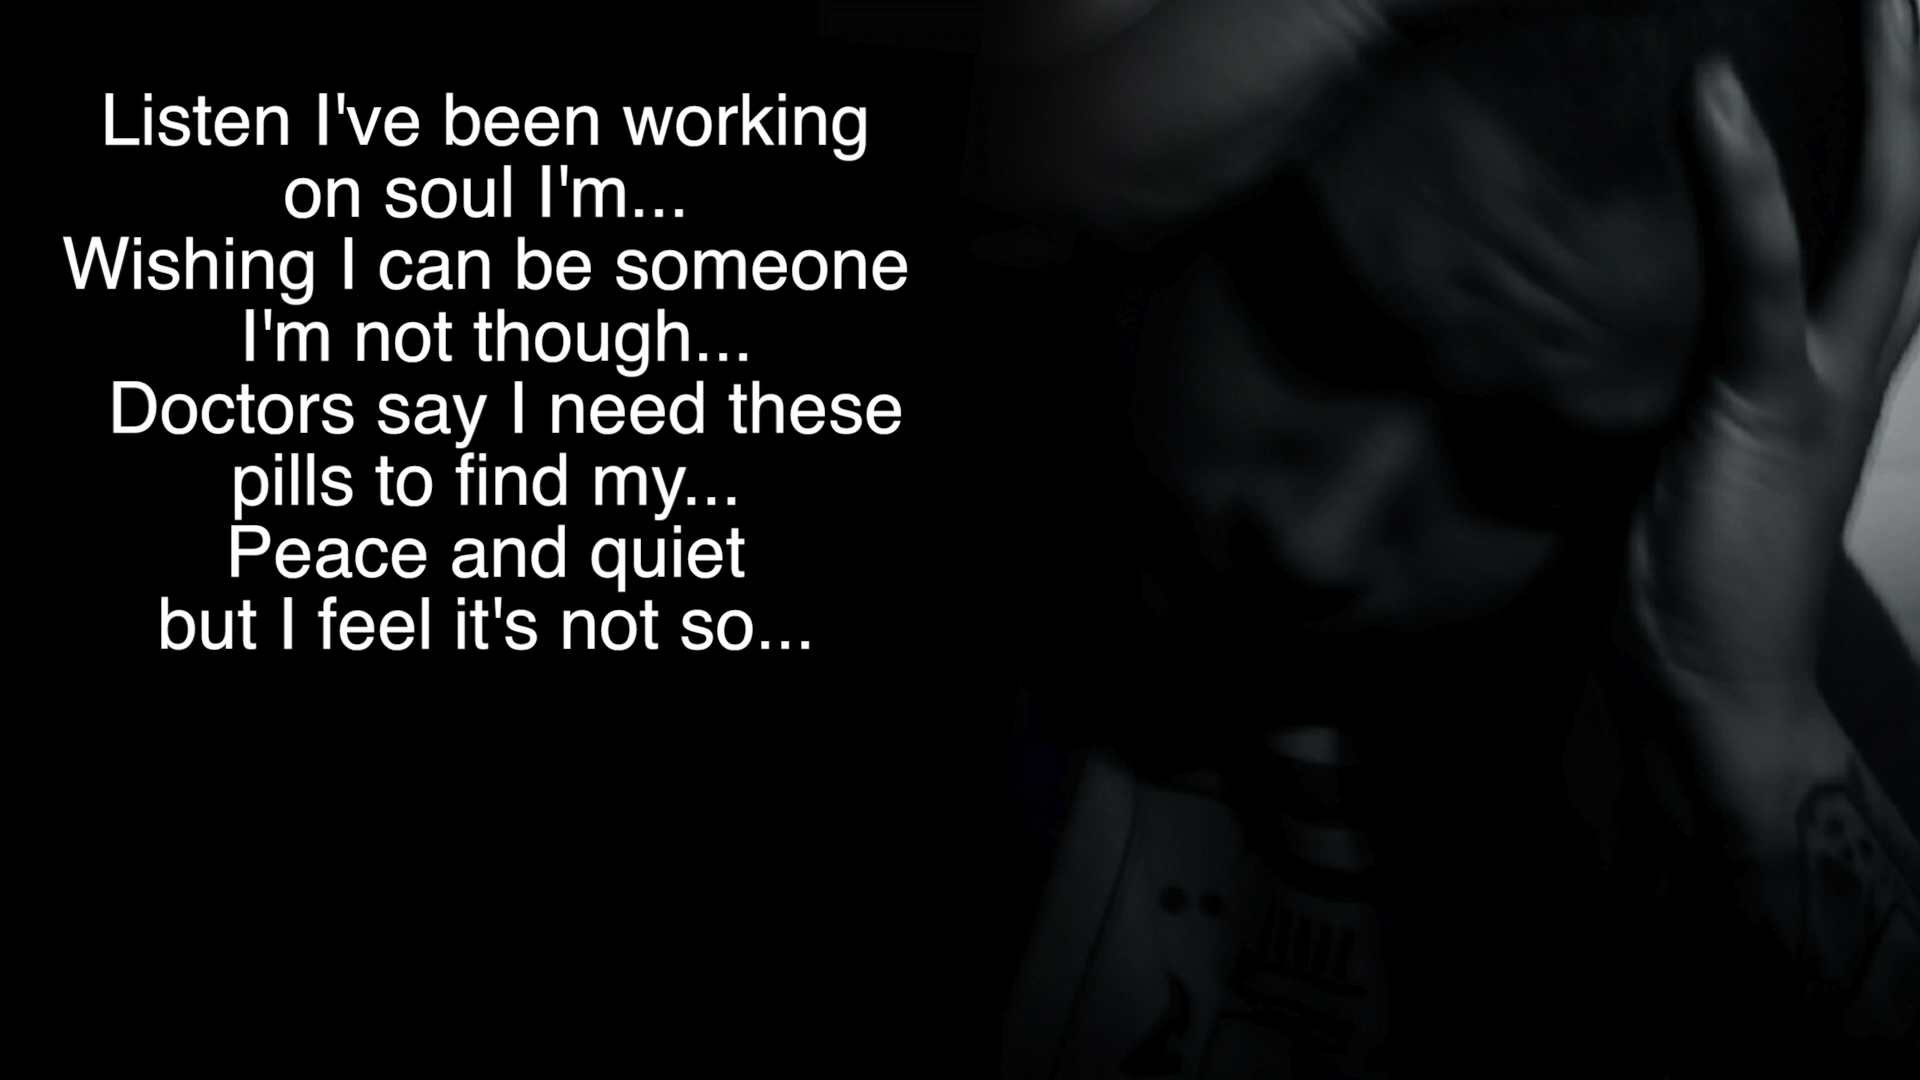 Listen I've been working
on soul I'm...
Wishing I can be someone
I'm not though...
Doctors say I need these
pills to find my...
Peace and quiet
but I feel it's not so...